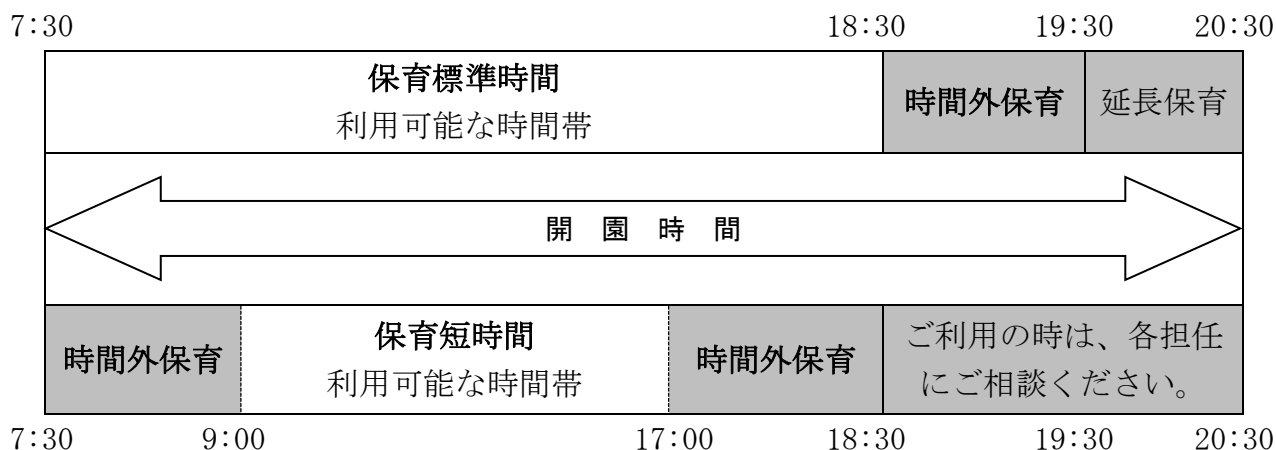 7:30 18:30 19:30 20:30
保育標準時間
利用可能な時間帯
時間外保育
延長保育
開園時間
時間外保育
保育短時間
利用可能な時間帯
時間外保育
ご利用の時は、各担任
にご相談ください。
7:30 9:00 17:00 18:30 19:30 20:30